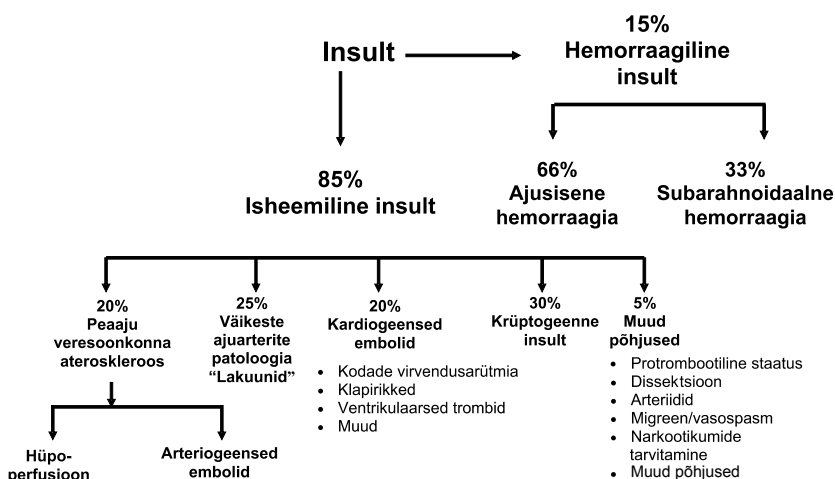 Insult
15%
Hemorraagiline
insult
85%
Isheemiline insult
66%
Ajusisene
hemorraagia
33%
Subarahnoidaalne
hemorraagia
20%
Peaaju
veresoonkonna
ateroskleroos
25%
Väikeste
ajuarterite
patoloogia
“Lakuunid”
20%
Kardiogeensed
embolid
• Kodade virvendusarütmia
• Klapirikked
• Ventrikulaarsed trombid
• Muud
30%
Krüptogeenne
insult
5%
Muud
põhjused
• Protrombootiline staatus
• Dissektsioon
• Arteriidid
• Migreen/vasospasm
• Narkootikumide
tarvitamine
• Muud põhjused
Hüpo-
perfusioon
Arteriogeensed
embolid